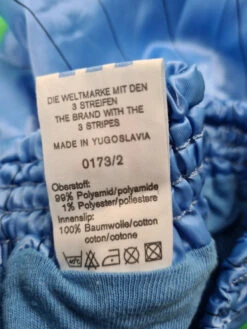 DIE WELTMARKE MIT DEN
3 STREIFEN
THE BRAND WITH THE
3 STRIPES
MADE IN YUGOSLAVIA
0173/2
Oberstoff:
99% Polyamid/polyamide
1% Polyester/poliestere
Innenslip:
100% Baumwolle/cotton
coton/cotone